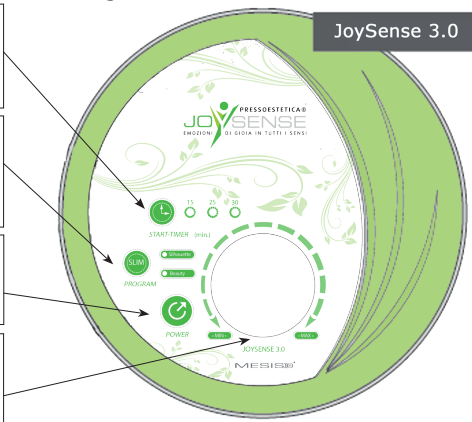 JoySense 3.0
PRESSOESTETICA®
JOYSENSE
EMOZIONI DI GIOIA IN TUTTI I SENSI
15 25 30
START-TIMER (min.)
SLIM
Silhouette
Beauty
PROGRAM
POWER
-MIN- -MAX+
JOYSENSE 3.0
MESIS®